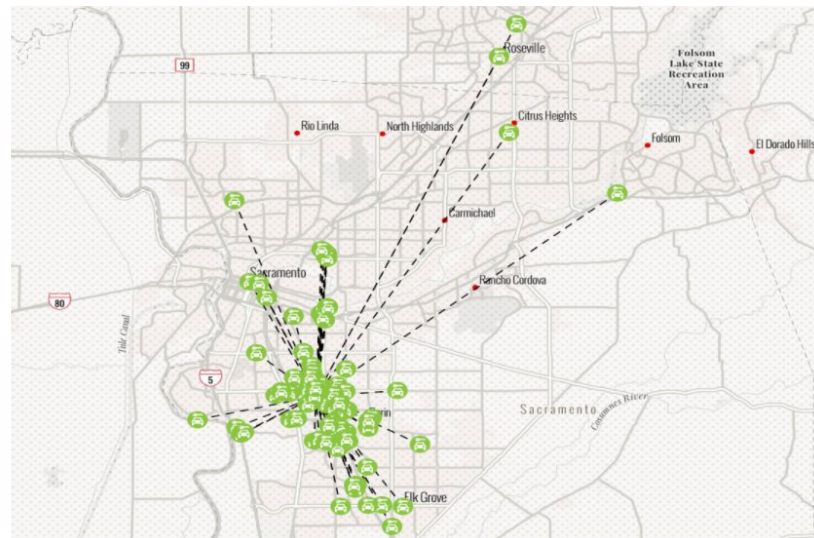 Roseville
Folsom
Lake State
Recreation
Area
99
Citrus Heights
Rio Linda
North Highlands
Folsom
El Dorado Hills
Carmichael
Sacramento
Rancho Cordova
80
Tule Canal
5
Sacramento
Cosumnes River
Elk Grove